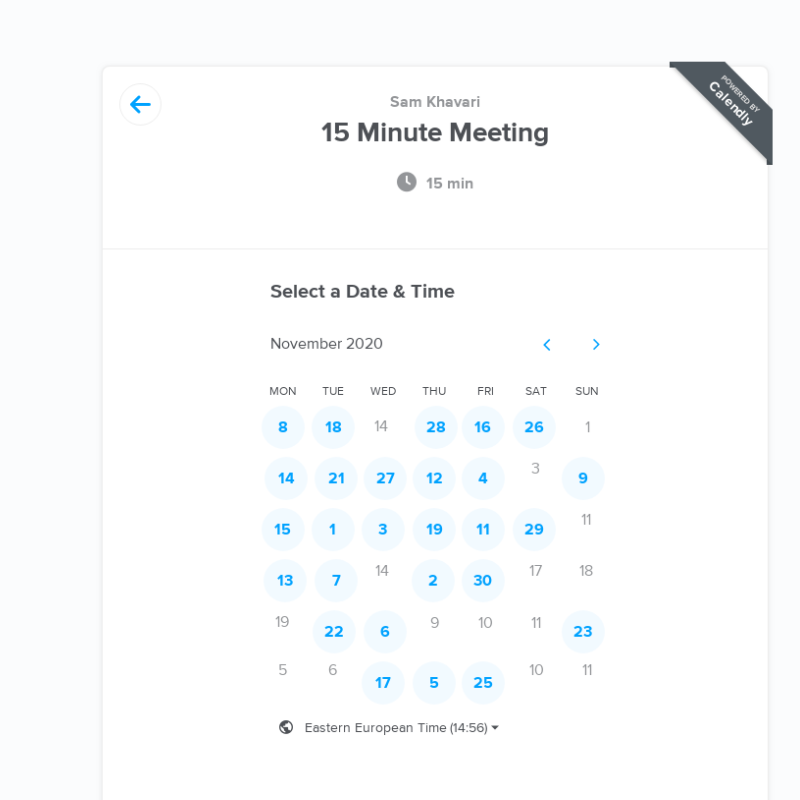 POWERED BY
Calendly
Sam Khavari
15 Minute Meeting
15 min
Select a Date & Time
November 2020
MON TUE WED THU FRI SAT SUN
8 18 14 28 16 26 1
14 21 27 12 4 3 9
15 1 3 19 11 29 11
13 7 14 2 30 17 18
19 22 6 9 10 11 23
5 6 17 5 25 10 11
Eastern European Time (14:56)